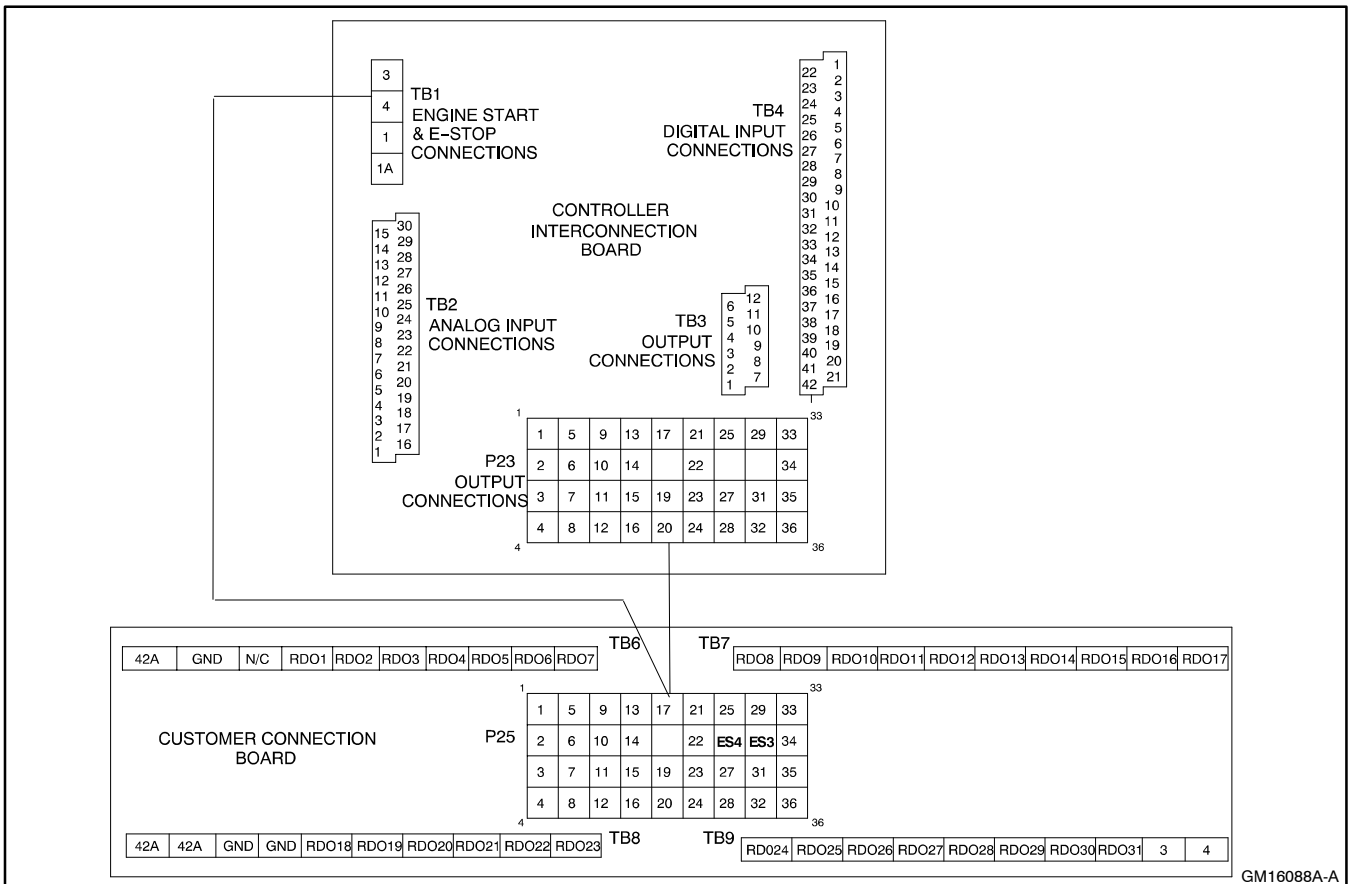 3
4
1
1A
TB1
ENGINE START
& E-STOP
CONNECTIONS
TB4
DIGITAL INPUT
CONNECTIONS
22 1
23 2
24 3
25 4
26 5
27 6
28 7
29 8
30 9
31 10
32 11
33 12
34 13
35 14
36 15
37 16
38 17
39 18
40 19
41 20
42 21
CONTROLLER
INTERCONNECTION
BOARD
15 30
14 29
13 28
12 27
11 26
10 25
9 24
8 23
7 22
6 21
5 20
4 19
3 18
2 17
1 16
TB2
ANALOG INPUT
CONNECTIONS
TB3
OUTPUT
CONNECTIONS
6 12
5 11
4 10
3 9
2 8
1 7
P23
OUTPUT
CONNECTIONS
1 33
1 5 9 13 17 21 25 29 33
2 6 10 14 22 34
3 7 11 15 19 23 27 31 35
4 8 12 16 20 24 28 32 36
4 36
TB6
42A GND N/C RDO1 RDO2 RDO3 RDO4 RDO5 RDO6 RDO7
TB7
RDO8 RDO9 RDO10 RDO11 RDO12 RDO13 RDO14 RDO15 RDO16 RDO17
CUSTOMER CONNECTION
BOARD
P25
1 33
1 5 9 13 17 21 25 29 33
2 6 10 14 22 ES4 ES3 34
3 7 11 15 19 23 27 31 35
4 8 12 16 20 24 28 32 36
4 36
TB8
42A 42A GND GND RDO18 RDO19 RDO20 RDO21 RDO22 RDO23
TB9
RD024 RDO25 RDO26 RDO27 RDO28 RDO29 RDO30 RDO31 3 4
GM16088A-A